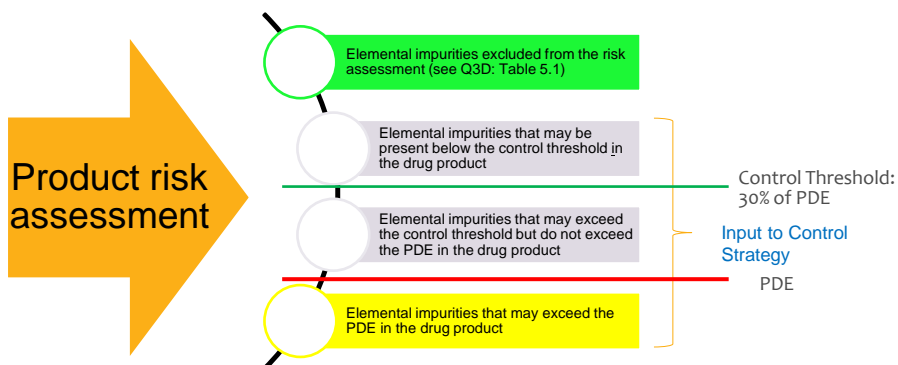 Product risk
assessment
Elemental impurities excluded from the risk
assessment (see Q3D: Table 5.1)
Elemental impurities that may be
present below the control threshold in
the drug product
Control Threshold:
30% of PDE
Elemental impurities that may exceed
the control threshold but do not exceed
the PDE in the drug product
Input to Control
Strategy
PDE
Elemental impurities that may exceed the
PDE in the drug product